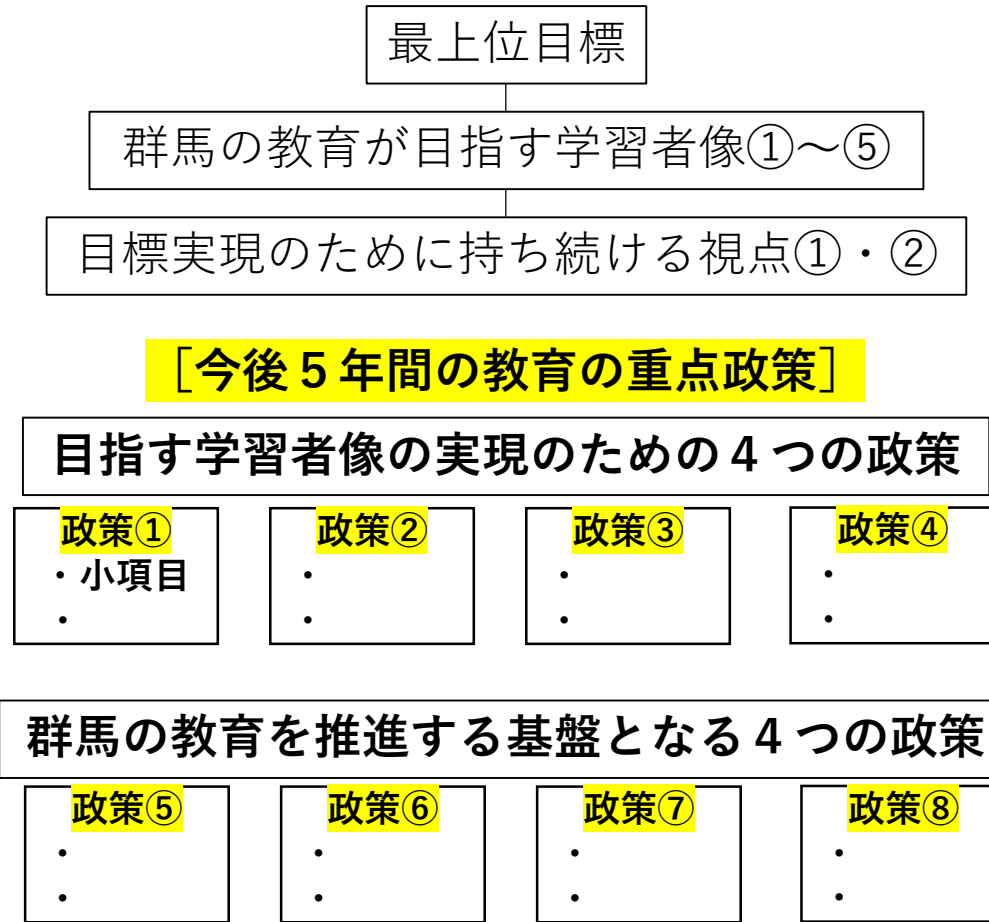 最上位目標
群馬の教育が目指す学習者像①～⑤
目標実現のために持ち続ける視点①・②
［今後５年間の教育の重点政策］
目指す学習者像の実現のための４つの政策
政策①
・小項目
・
政策②
・
・
政策③
・
・
政策④
・
・
群馬の教育を推進する基盤となる４つの政策
政策⑤
・
・
政策⑥
・
・
政策⑦
・
・
政策⑧
・
・